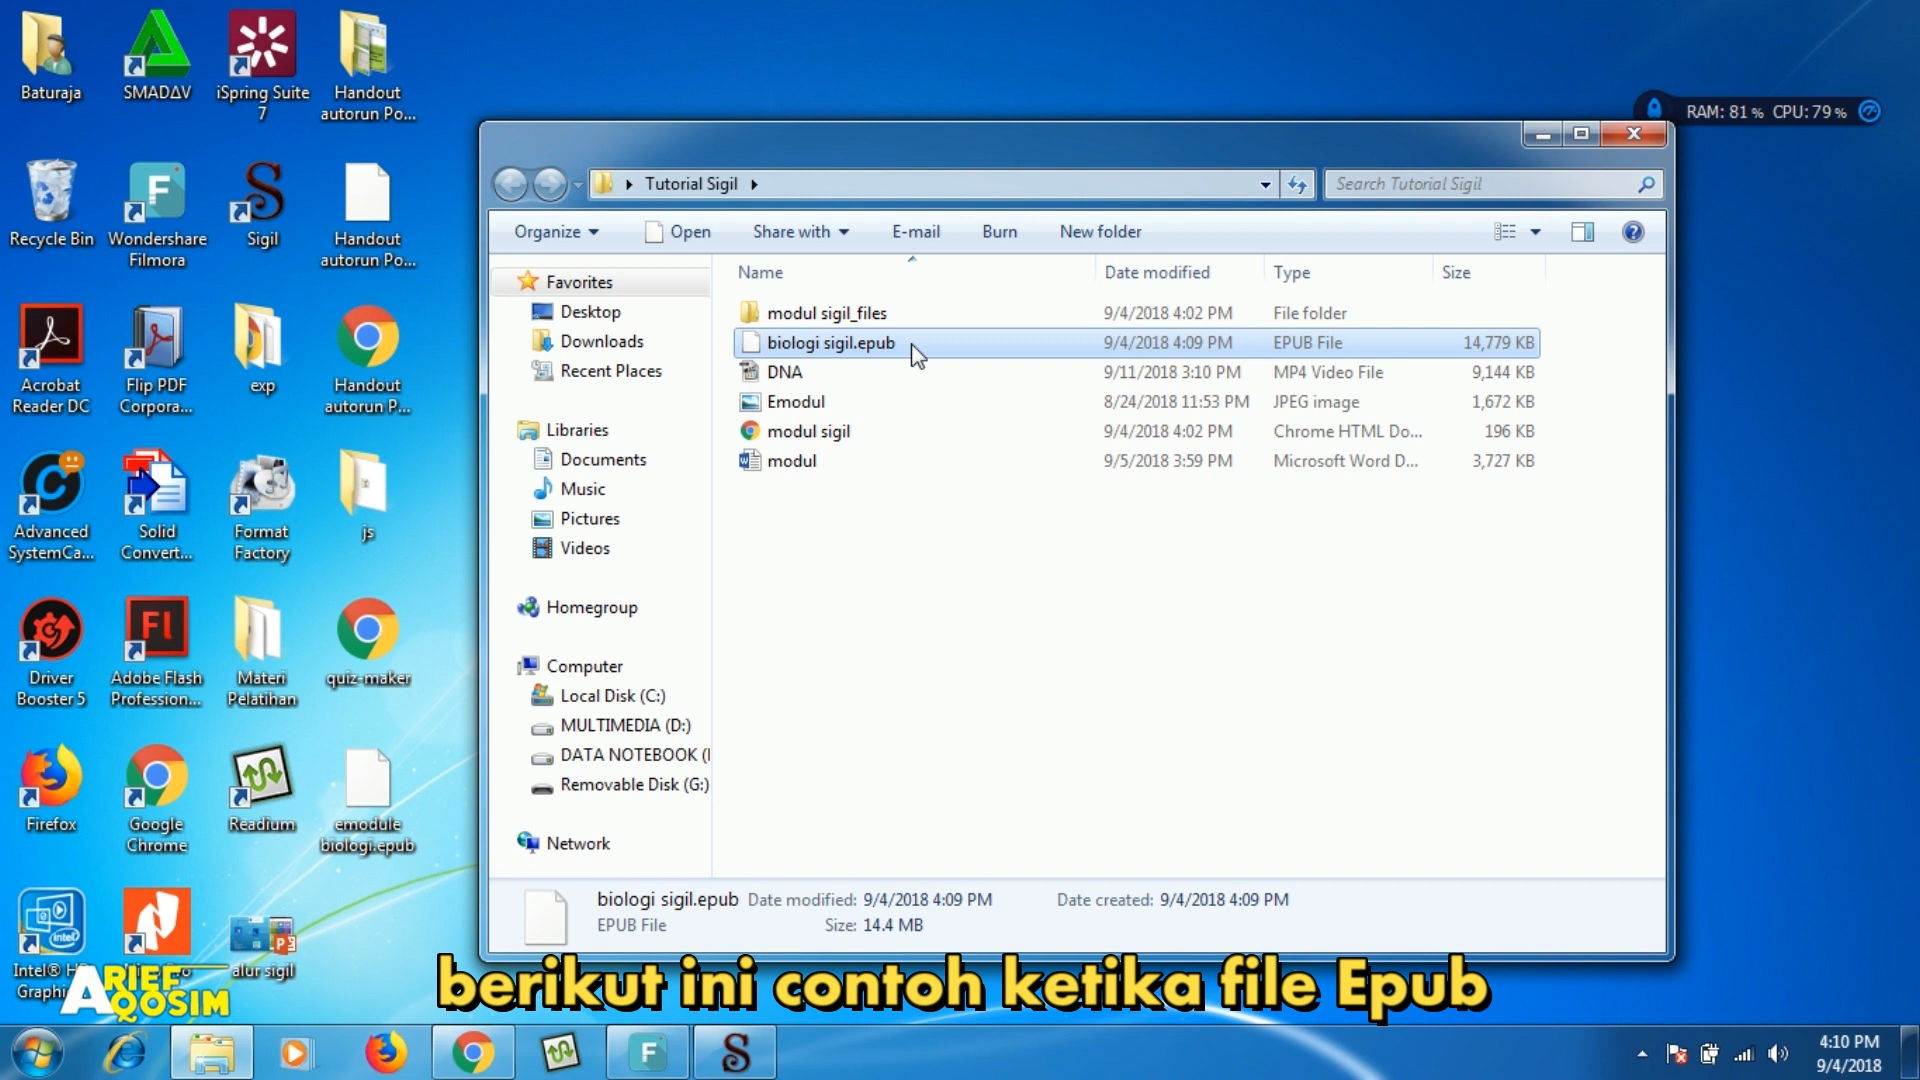 Baturaja
SMADΔV
iSpring Suite
7
Handout
autorun Po...
Recycle Bin
Wondershare
Filmora
Sigil
Handout
autorun Po...
Acrobat
Reader DC
Flip PDF
Corpora...
exp
Handout
autorun P...
Advanced
SystemCa...
Solid
Convert...
Format
Factory
js
Driver
Booster 5
Adobe Flash
Profession...
Materi
Pelatihan
quiz-maker
Firefox
Google
Chrome
Readium
emodule
biologi.epub
intel
Intel® H
Graphi
alur sigil
ARIEF
QOSIM
RAM: 81 % CPU: 79 %
Tutorial Sigil
Search Tutorial Sigil
Organize
Open
Share with
E-mail
Burn
New folder
Favorites
Desktop
Downloads
Recent Places
Libraries
Documents
Music
Pictures
Videos
Homegroup
Computer
Local Disk (C:)
MULTIMEDIA (D:)
DATA NOTEBOOK (
Removable Disk (G:)
Network
Name Date modified Type Size
modul sigil_files 9/4/2018 4:02 PM File folder
biologi sigil.epub 9/4/2018 4:09 PM EPUB File 14,779 KB
DNA 9/11/2018 3:10 PM MP4 Video File 9,144 KB
Emodul 8/24/2018 11:53 PM JPEG image 1,672 KB
modul sigil 9/4/2018 4:02 PM Chrome HTML Do... 196 KB
modul 9/5/2018 3:59 PM Microsoft Word D... 3,727 KB
biologi sigil.epub Date modified: 9/4/2018 4:09 PM Date created: 9/4/2018 4:09 PM
EPUB File Size: 14.4 MB
berikut ini contoh ketika file Epub
4:10 PM
9/4/2018